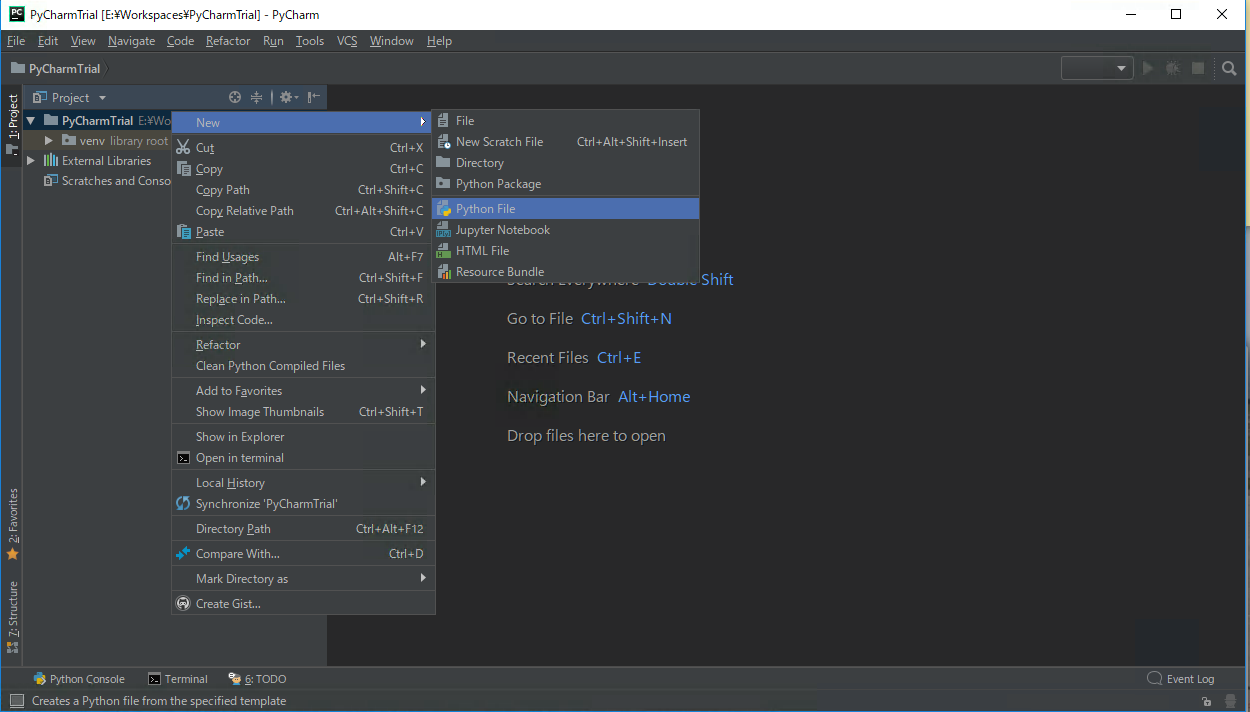 PyCharmTrial [E:¥Workspaces¥PyCharmTrial] - PyCharm
File Edit View Navigate Code Refactor Run Tools VCS Window Help
PyCharmTrial
1: Project
Project
PyCharmTrial E:¥Wo
venv library root
External Libraries
Scratches and Conso
New
Cut Ctrl+X
Copy Ctrl+C
Copy Path Ctrl+Shift+C
Copy Relative Path Ctrl+Alt+Shift+C
Paste Ctrl+V
Find Usages Alt+F7
Find in Path... Ctrl+Shift+F
Replace in Path... Ctrl+Shift+R
Inspect Code...
Refactor
Clean Python Compiled Files
Add to Favorites
Show Image Thumbnails Ctrl+Shift+T
Show in Explorer
Open in terminal
Local History
Synchronize 'PyCharmTrial'
Directory Path Ctrl+Alt+F12
Compare With... Ctrl+D
Mark Directory as
Create Gist...
File
New Scratch File Ctrl+Alt+Shift+Insert
Directory
Python Package
Python File
Jupyter Notebook
HTML File
Resource Bundle
Search Everywhere Double Shift
Go to File Ctrl+Shift+N
Recent Files Ctrl+E
Navigation Bar Alt+Home
Drop files here to open
2: Favorites
7: Structure
Python Console Terminal 6: TODO Event Log
Creates a Python file from the specified template